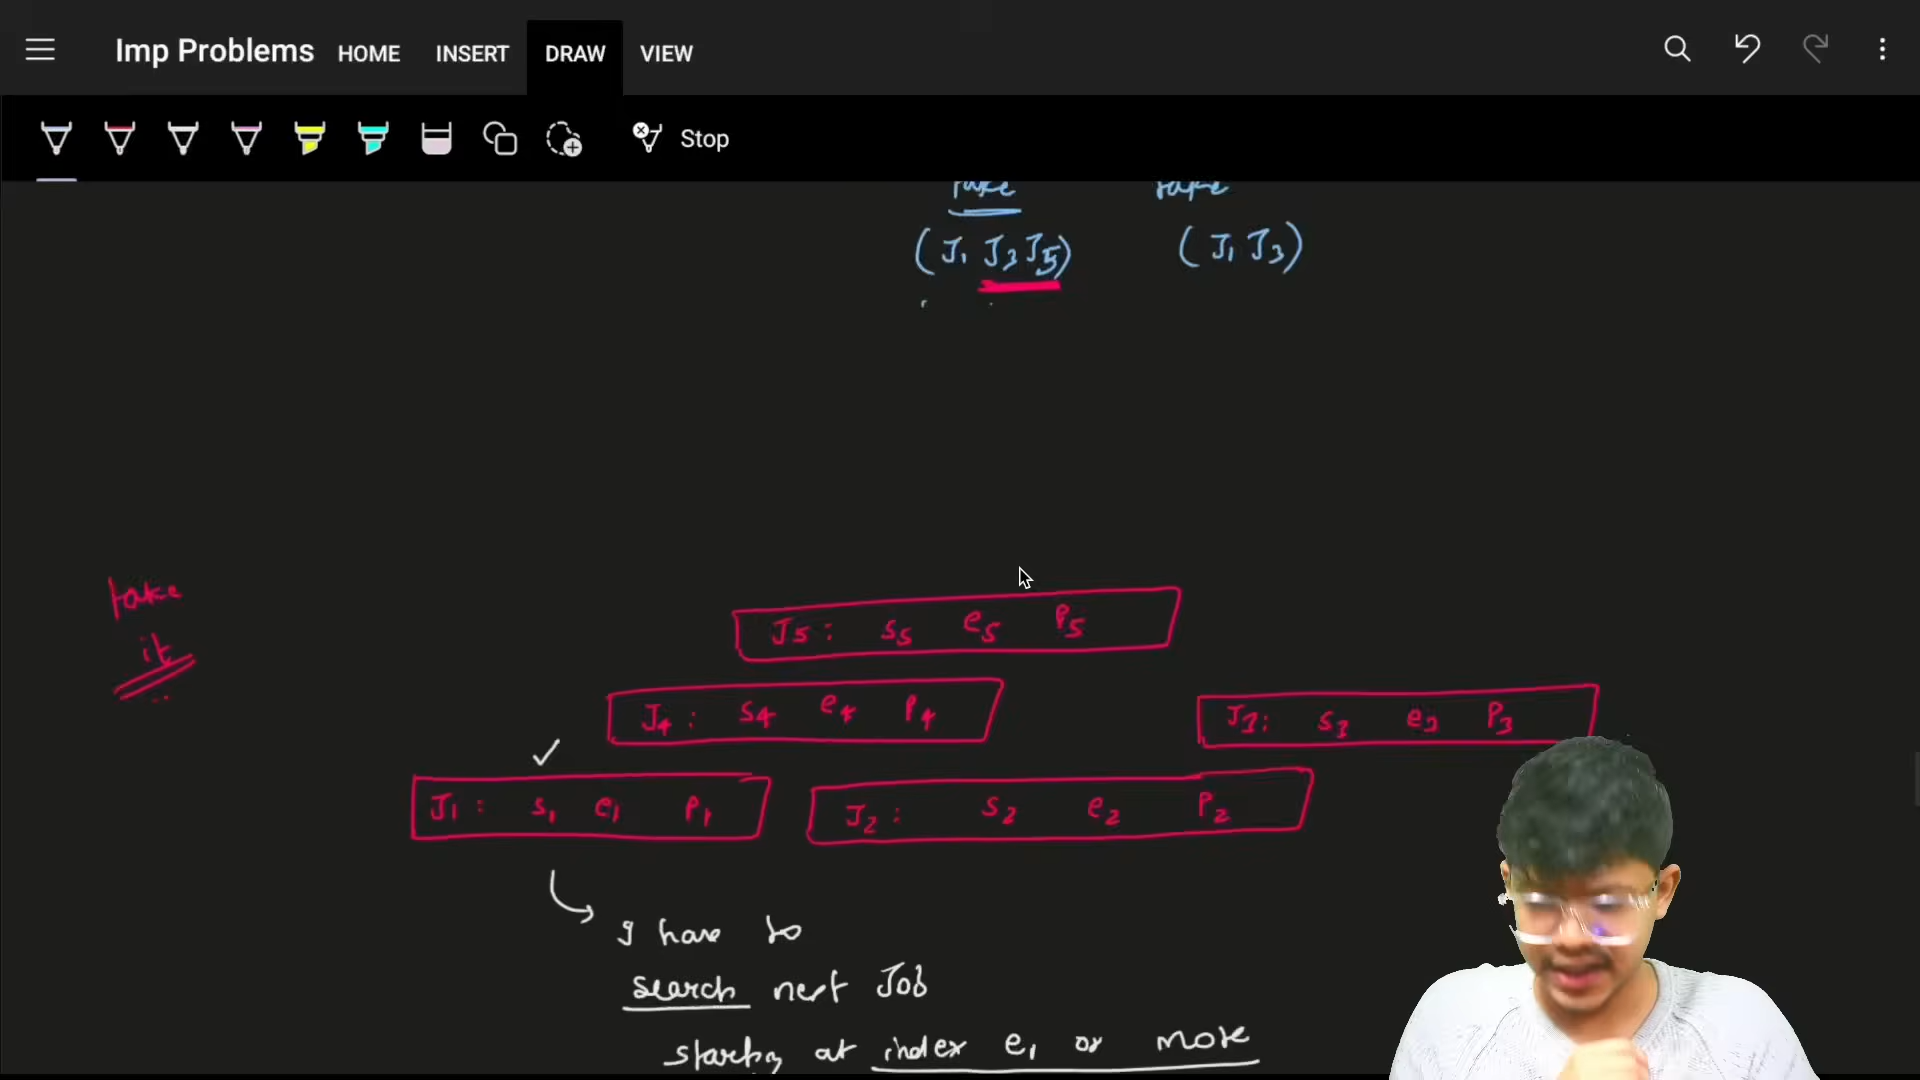 Imp Problems HOME INSERT DRAW VIEW
Stop
take take
(J1 J3 J5) (J1 J3)
take
it
J5: s5 e5 P5
J4: s4 e4 P4
J3: s3 e3 P3
J1: s1 e1 P1
J2: s2 e2 P2
I have to
search next Job
starting at index e1 or more